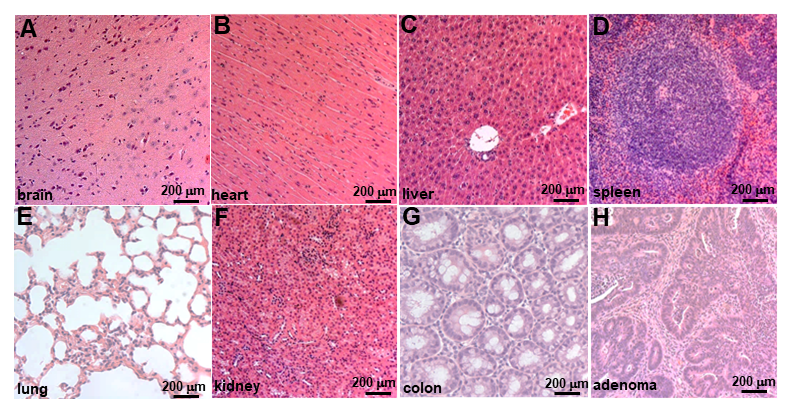 A
B
C
D
200 µm
200 µm
200 µm
200 µm
brain
heart
liver
spleen
E
F
G
H
200 µm
200 µm
200 µm
200 µm
lung
kidney
colon
adenoma